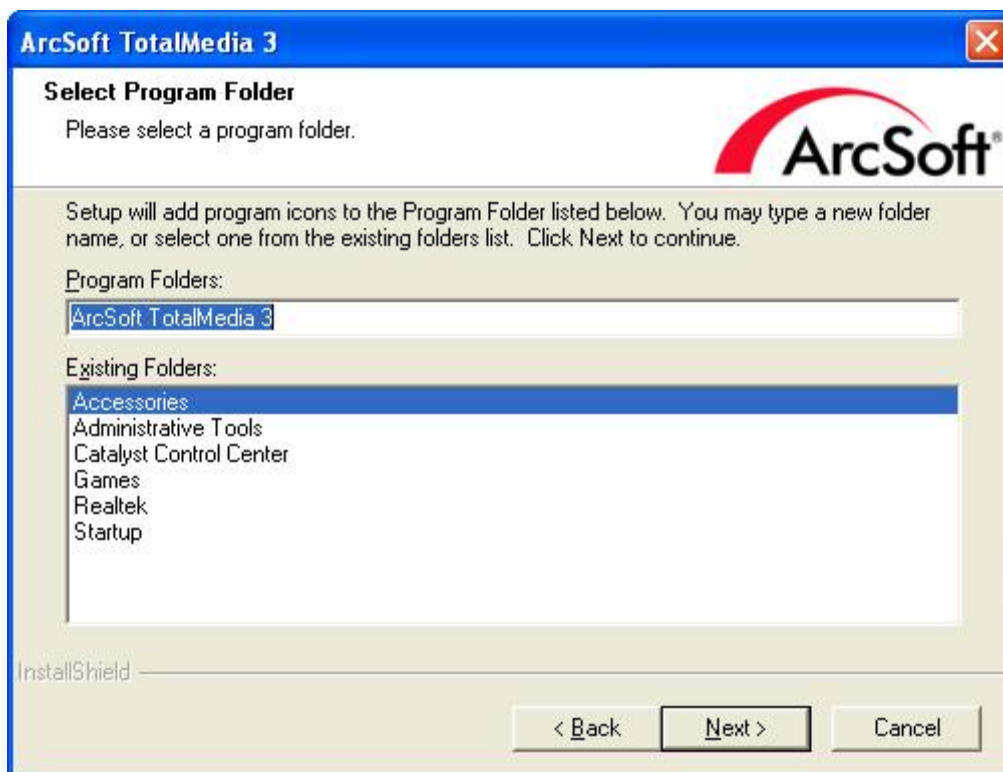 ArcSoft TotalMedia 3
Select Program Folder
Please select a program folder.
ArcSoft®
Setup will add program icons to the Program Folder listed below.  You may type a new folder
name, or select one from the existing folders list.  Click Next to continue.
Program Folders:
ArcSoft TotalMedia 3
Existing Folders:
Accessories
Administrative Tools
Catalyst Control Center
Games
Realtek
Startup
InstallShield
< Back
Next >
Cancel